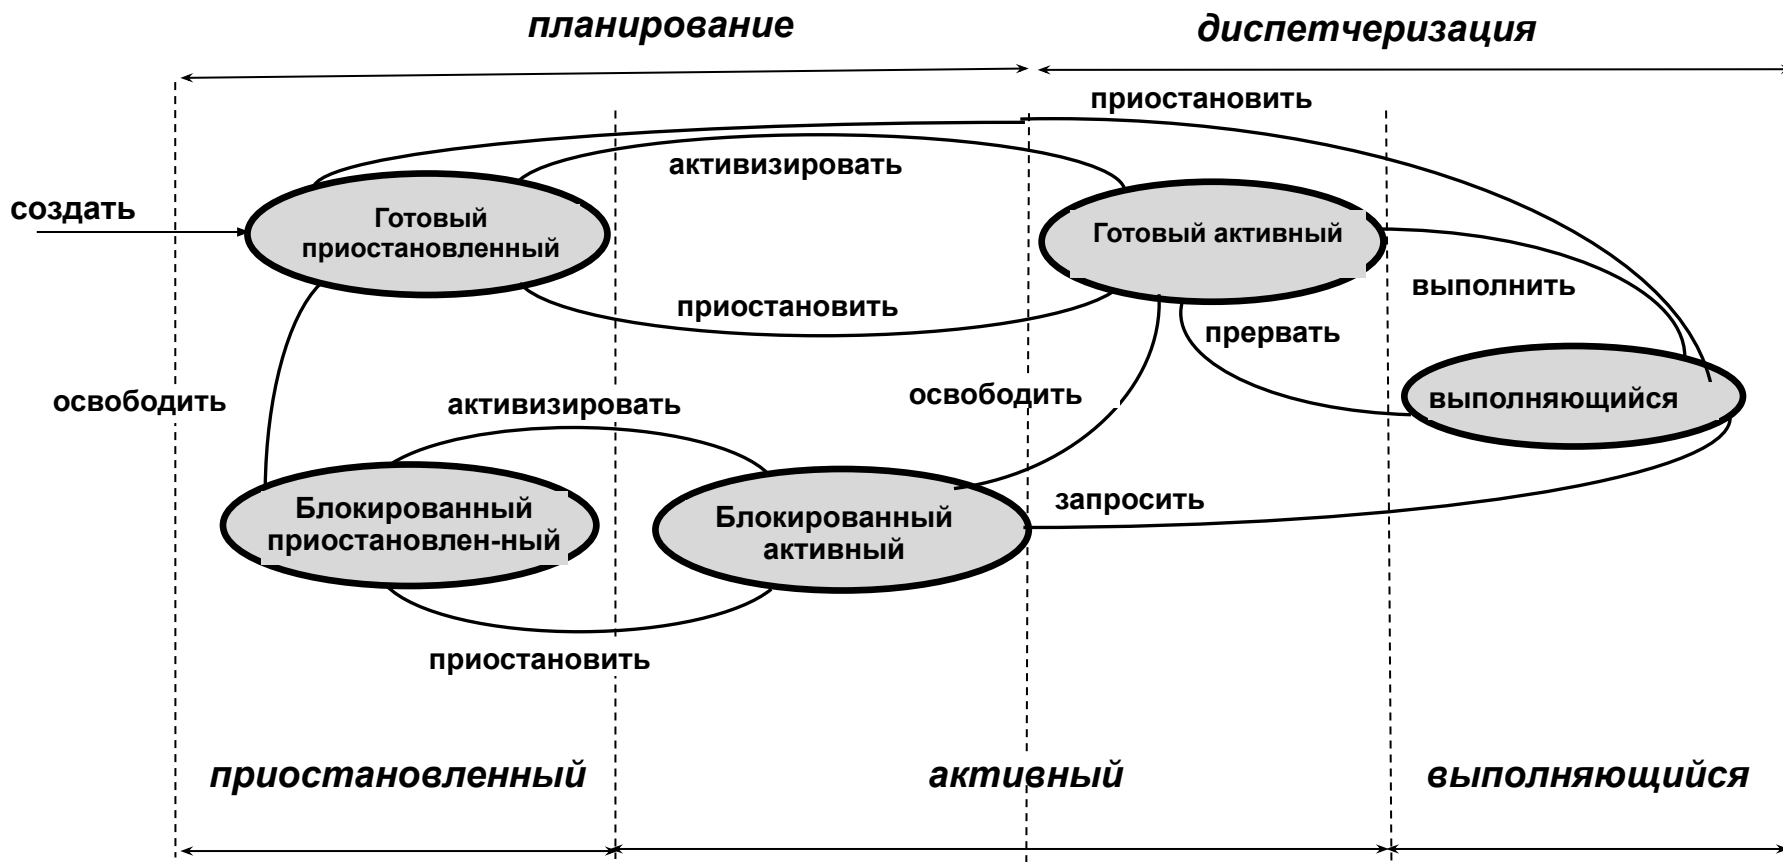 планирование
диспетчеризация
приостановить
активизировать
создать
Готовый
приостановленный
Готовый активный
выполнить
приостановить
прервать
освободить
активизировать
освободить
выполняющийся
запросить
Блокированный
приостановлен-ный
Блокированный
активный
приостановить
приостановленный
активный
выполняющийся